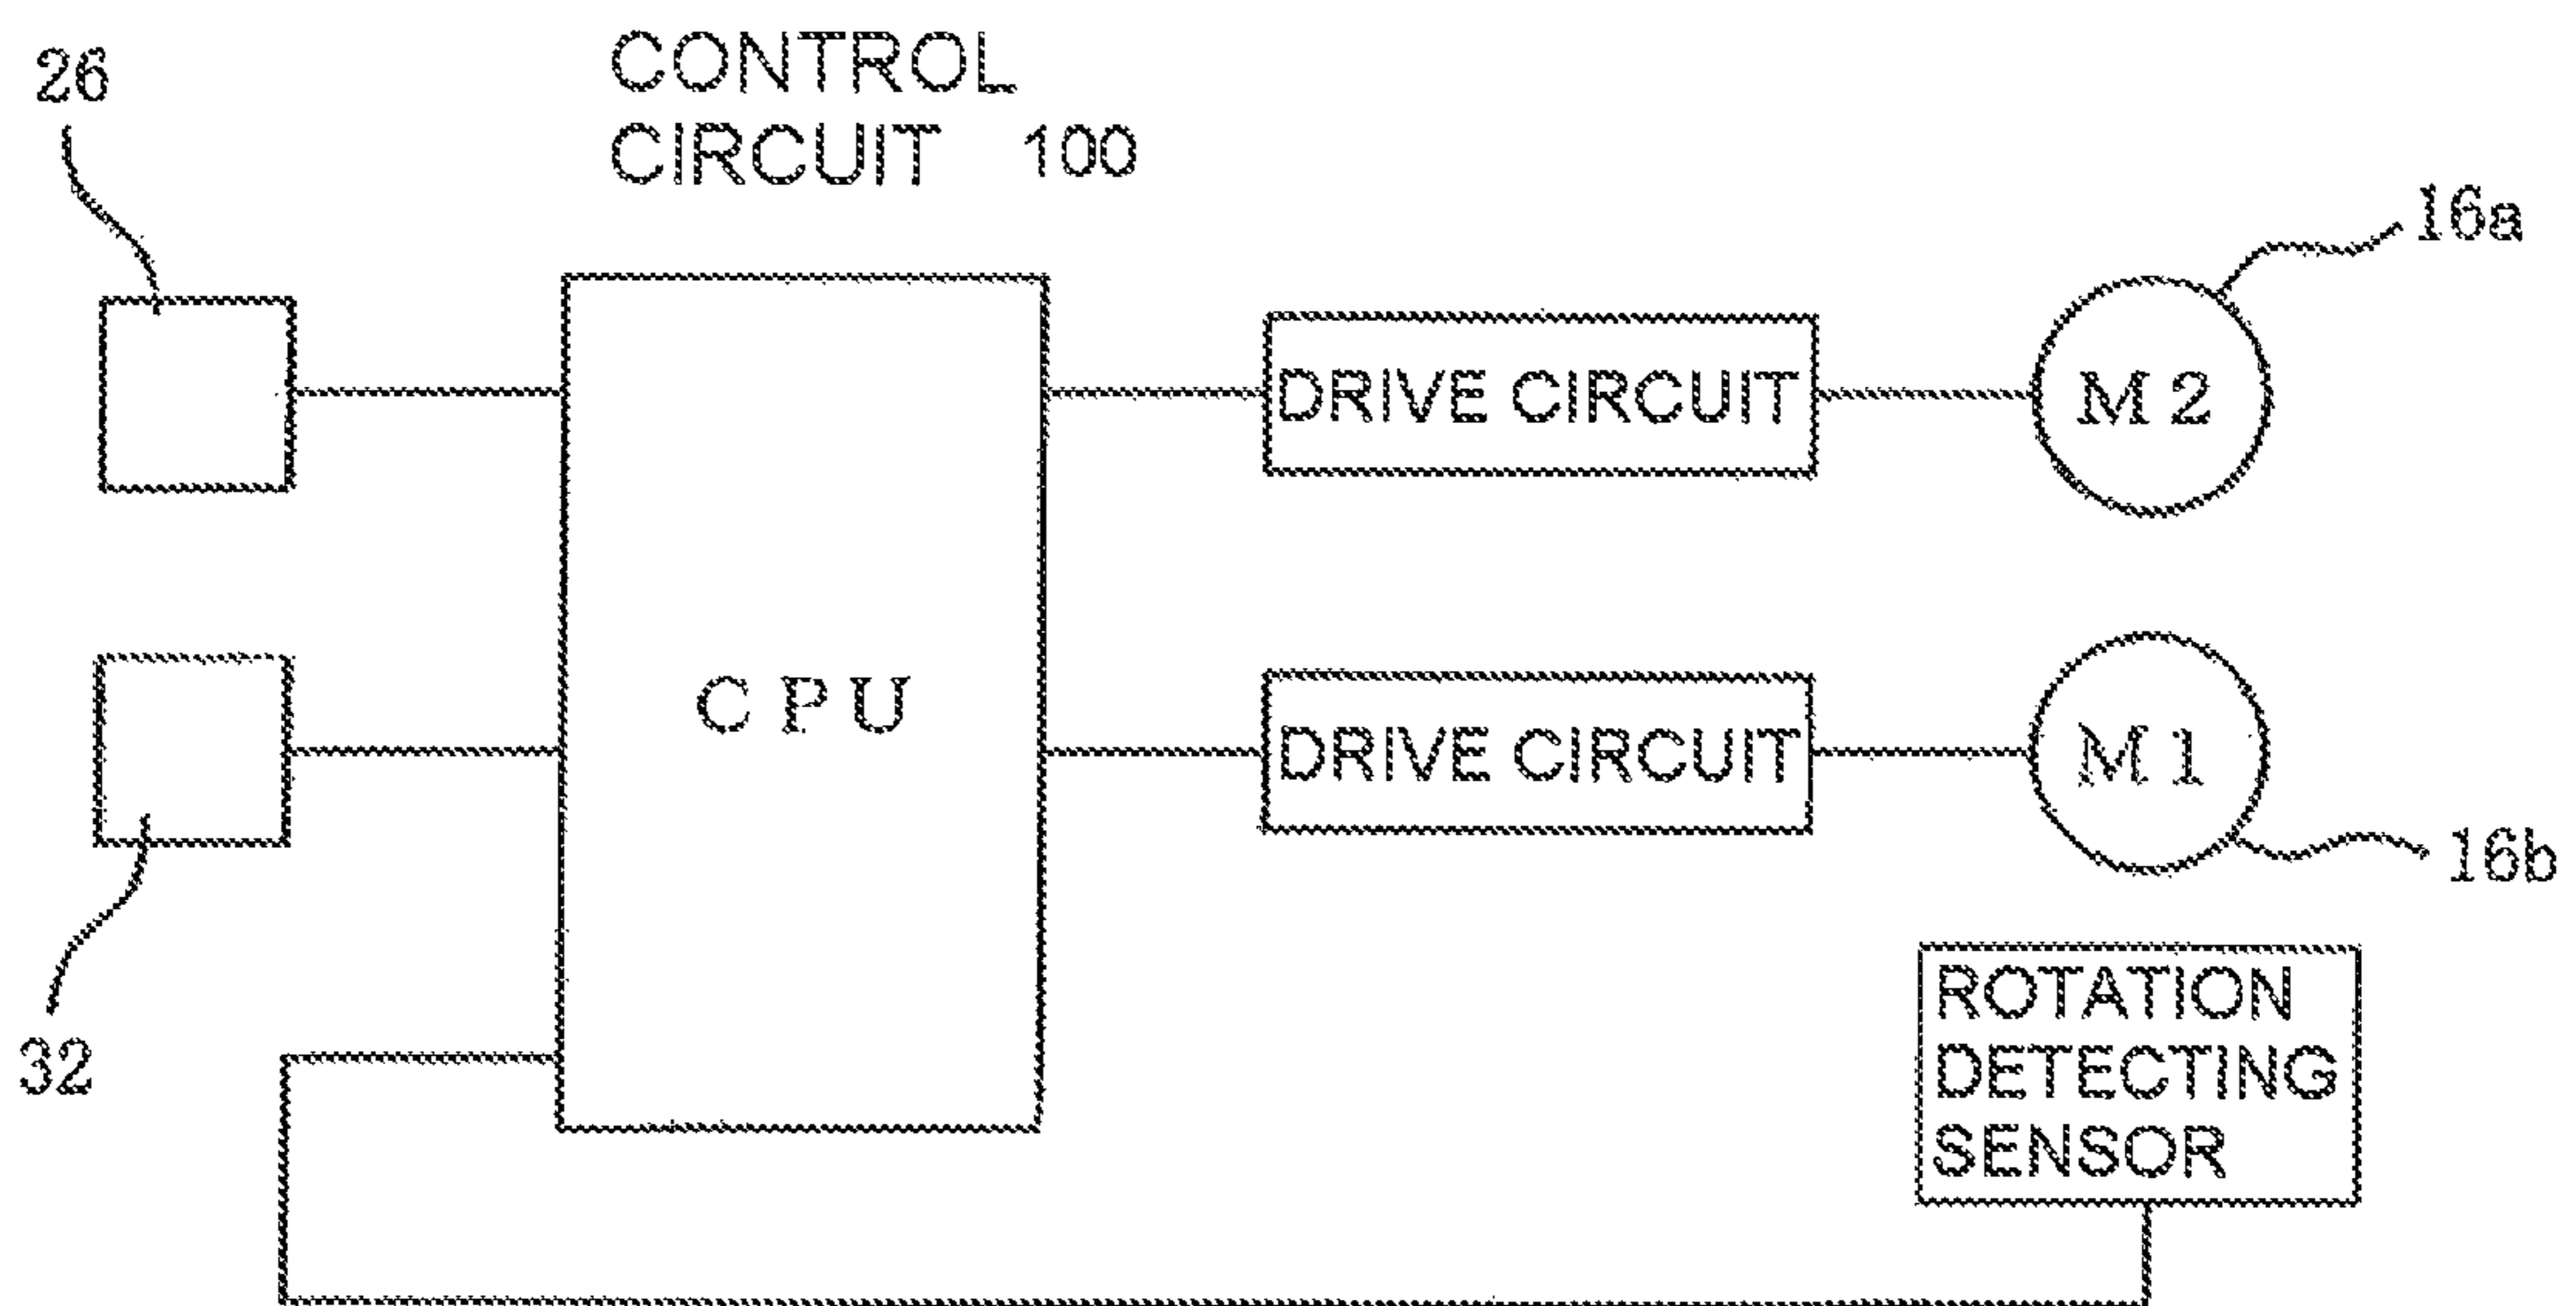 26
CONTROL
CIRCUIT 100
16a
DRIVE CIRCUIT
M2
CPU
DRIVE CIRCUIT
M1
16b
32
ROTATION
DETECTING
SENSOR